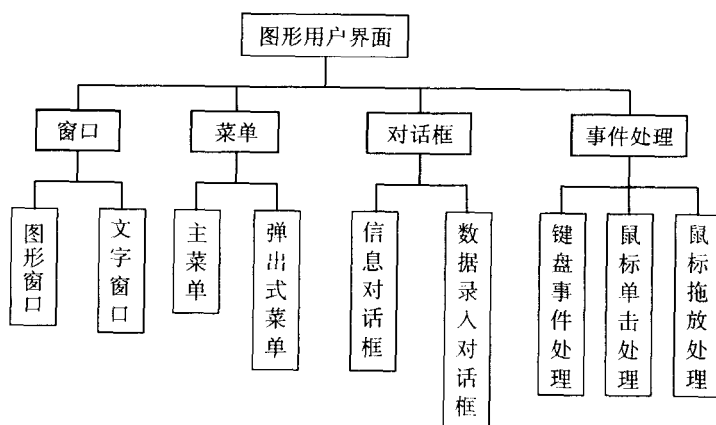 图形用户界面
窗口
菜单
对话框
事件处理
图形窗口
文字窗口
主菜单
弹出式菜单
信息对话框
数据录入对话框
键盘事件处理
鼠标单击处理
鼠标拖放处理